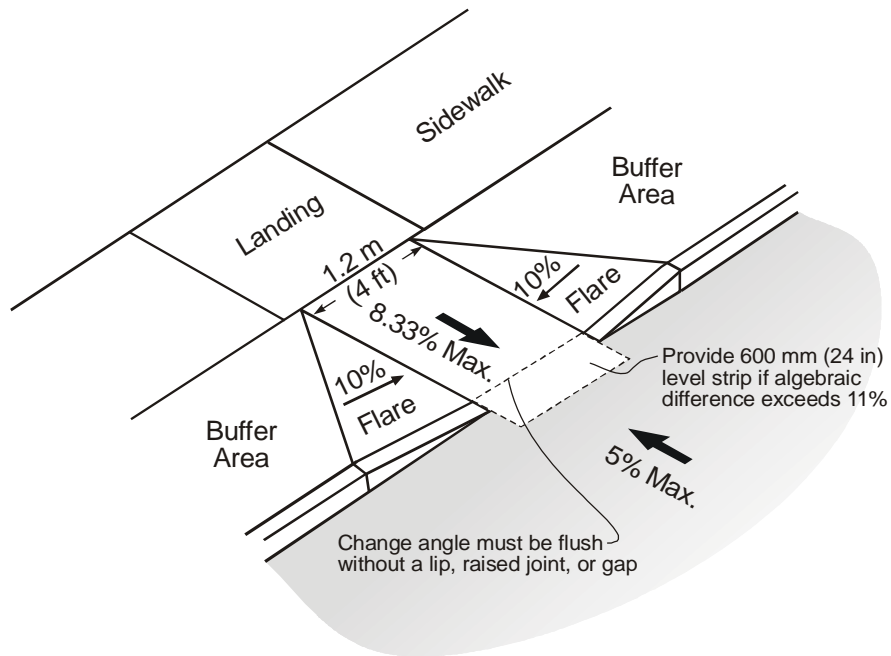 Sidewalk
Buffer
Area
Landing
1.2 m
(4 ft)
10%
Flare
8.33% Max.
Provide 600 mm (24 in)
level strip if algebraic
difference exceeds 11%
10%
Flare
Buffer
Area
5% Max.
Change angle must be flush
without a lip, raised joint, or gap